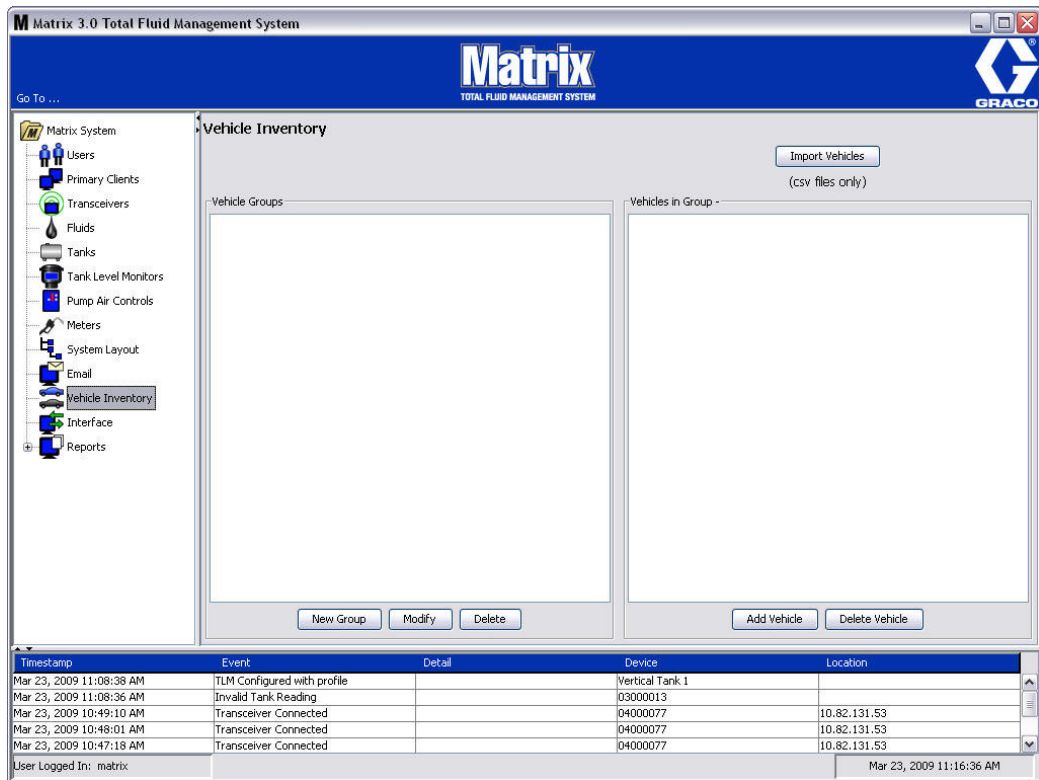 M Matrix 3.0 Total Fluid Management System
Matrix
TOTAL FLUID MANAGEMENT SYSTEM
GRACO®
Go To ...
Matrix System
Users
Primary Clients
Transceivers
Fluids
Tanks
Tank Level Monitors
Pump Air Controls
Meters
System Layout
Email
Vehicle Inventory
Interface
Reports
Vehicle Inventory
Import Vehicles
(csv files only)
Vehicle Groups
Vehicles in Group -
New Group Modify Delete
Add Vehicle Delete Vehicle
Timestamp Event Detail Device Location
Mar 23, 2009 11:08:38 AM TLM Configured with profile Vertical Tank 1
Mar 23, 2009 11:08:36 AM Invalid Tank Reading 03000013
Mar 23, 2009 10:49:10 AM Transceiver Connected 04000077 10.82.131.53
Mar 23, 2009 10:48:01 AM Transceiver Connected 04000077 10.82.131.53
Mar 23, 2009 10:47:18 AM Transceiver Connected 04000077 10.82.131.53
User Logged In: matrix Mar 23, 2009 11:16:36 AM